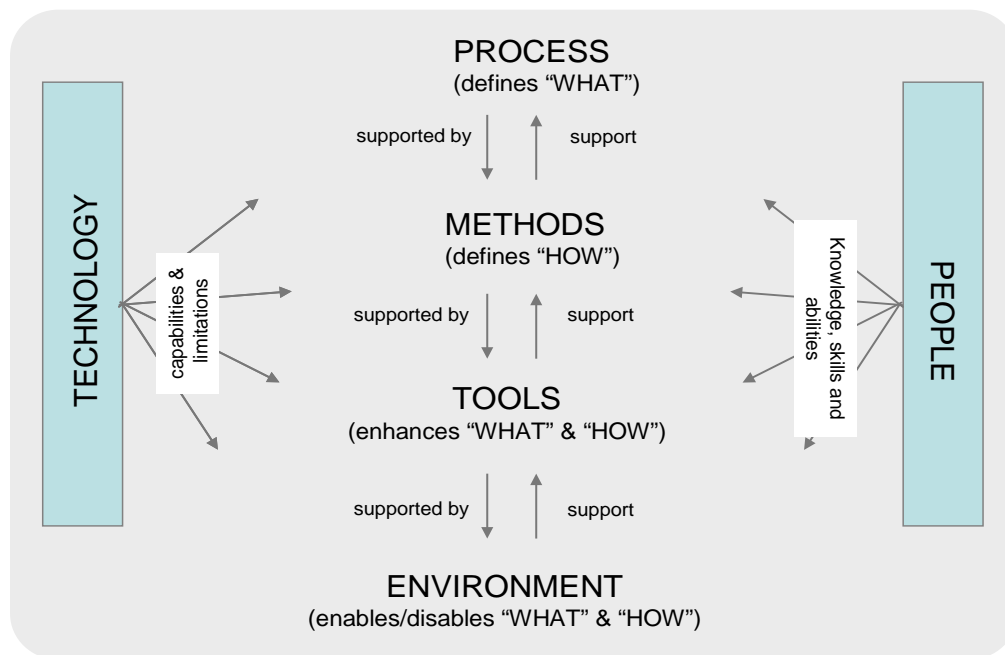 PROCESS
(defines “WHAT”)
supported by
support
TECHNOLOGY
capabilities &
limitations
METHODS
(defines “HOW”)
Knowledge, skills and
abilities
PEOPLE
supported by
support
TOOLS
(enhances “WHAT” & “HOW”)
supported by
support
ENVIRONMENT
(enables/disables “WHAT” & “HOW”)